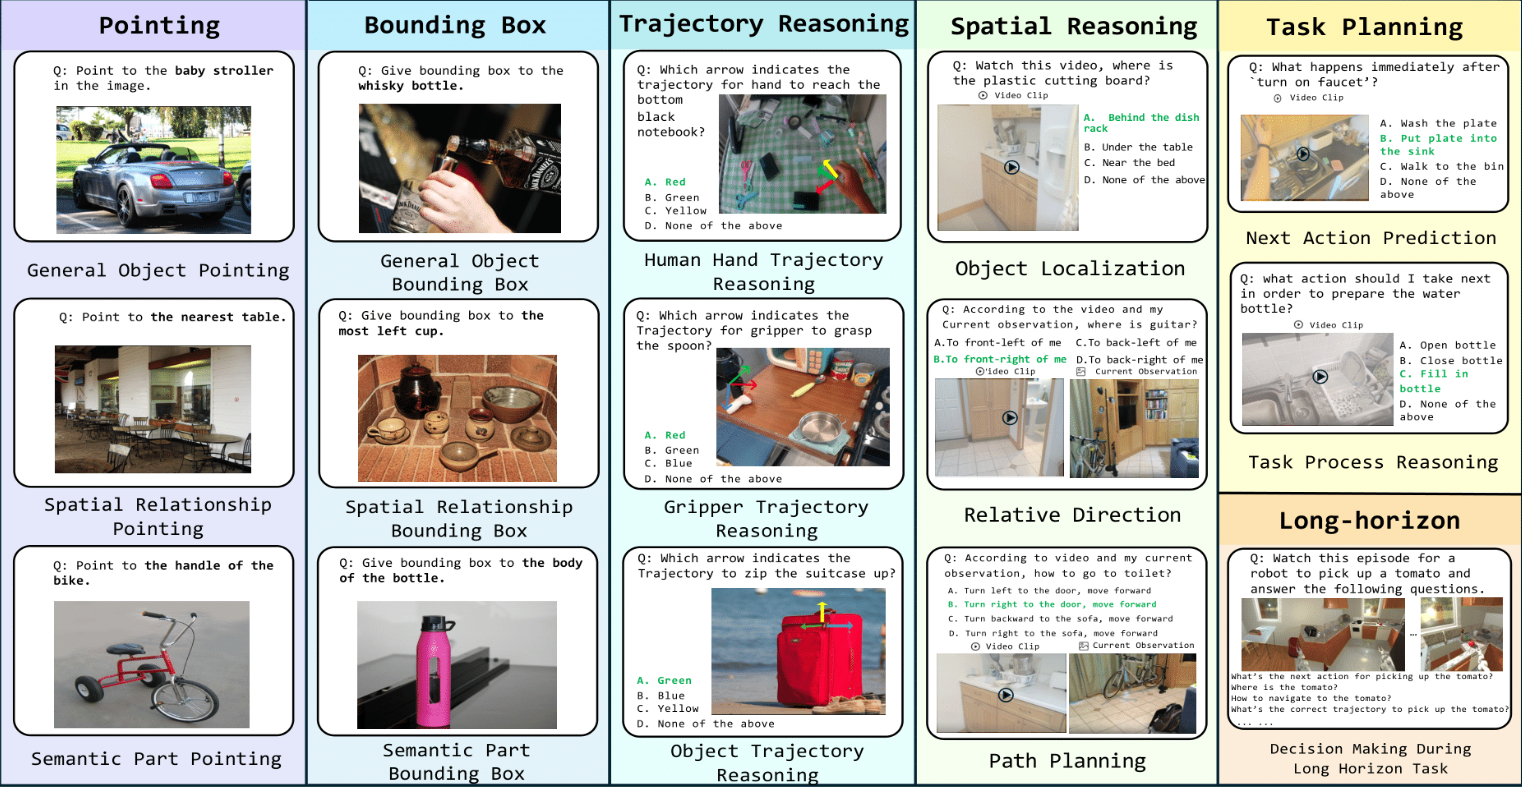 Pointing
Q: Point to the baby stroller
in the image.
General Object Pointing
Q: Point to the nearest table.
Spatial Relationship
Pointing
Q: Point to the handle of the
bike.
Semantic Part Pointing
Bounding Box
Q: Give bounding box to the
whisky bottle.
General Object
Bounding Box
Q: Give bounding box to the
most left cup.
Spatial Relationship
Bounding Box
Q: Give bounding box to the body
of the bottle.
Semantic Part
Bounding Box
Trajectory Reasoning
Q: Which arrow indicates the
trajectory for hand to reach the
bottom
black
notebook?
A. Red
B. Green
C. Yellow
D. None of the above
Human Hand Trajectory
Reasoning
Q: Which arrow indicates the
Trajectory for gripper to grasp
the spoon?
A. Red
B. Green
C. Blue
D. None of the above
Gripper Trajectory
Reasoning
Q: Which arrow indicates the
Trajectory to zip the suitcase up?
A. Green
B. Blue
C. Yellow
D. None of the above
Object Trajectory
Reasoning
Spatial Reasoning
Q: Watch this video, where is
the plastic cutting board?
Video Clip
A. Behind the dish
rack
B. Under the table
C. Near the bed
D. None of the above
Object Localization
Q: According to the video and my
Current observation, where is guitar?
A.To front-left of me C.To back-left of me
B.To front-right of me D.To back-right of me
'ideo Clip Current Observation
Relative Direction
Q: According to video and my current
observation, how to go to toilet?
A. Turn left to the door, move forward
B. Turn right to the door, move forward
C. Turn backward to the sofa, move forward
D. Turn right to the sofa, move forward
Video Clip Current Observation
Path Planning
Task Planning
Q: What happens immediately after
`turn on faucet'?
Video Clip
A. Wash the plate
B. Put plate into
the sink
C. Walk to the bin
D. None of the
above
Next Action Prediction
Q: what action should I take next
in order to prepare the water
bottle?
Video Clip
A. Open bottle
B. Close bottle
C. Fill in
bottle
D. None of the
above
Task Process Reasoning
Long-horizon
Q: Watch this episode for a
robot to pick up a tomato and
answer the following questions.
...
What's the next action for picking up the tomato?
Where is the tomato?
How to navigate to the tomato?
What's the correct trajectory to pick up the tomato?
... ...
Decision Making During
Long Horizon Task